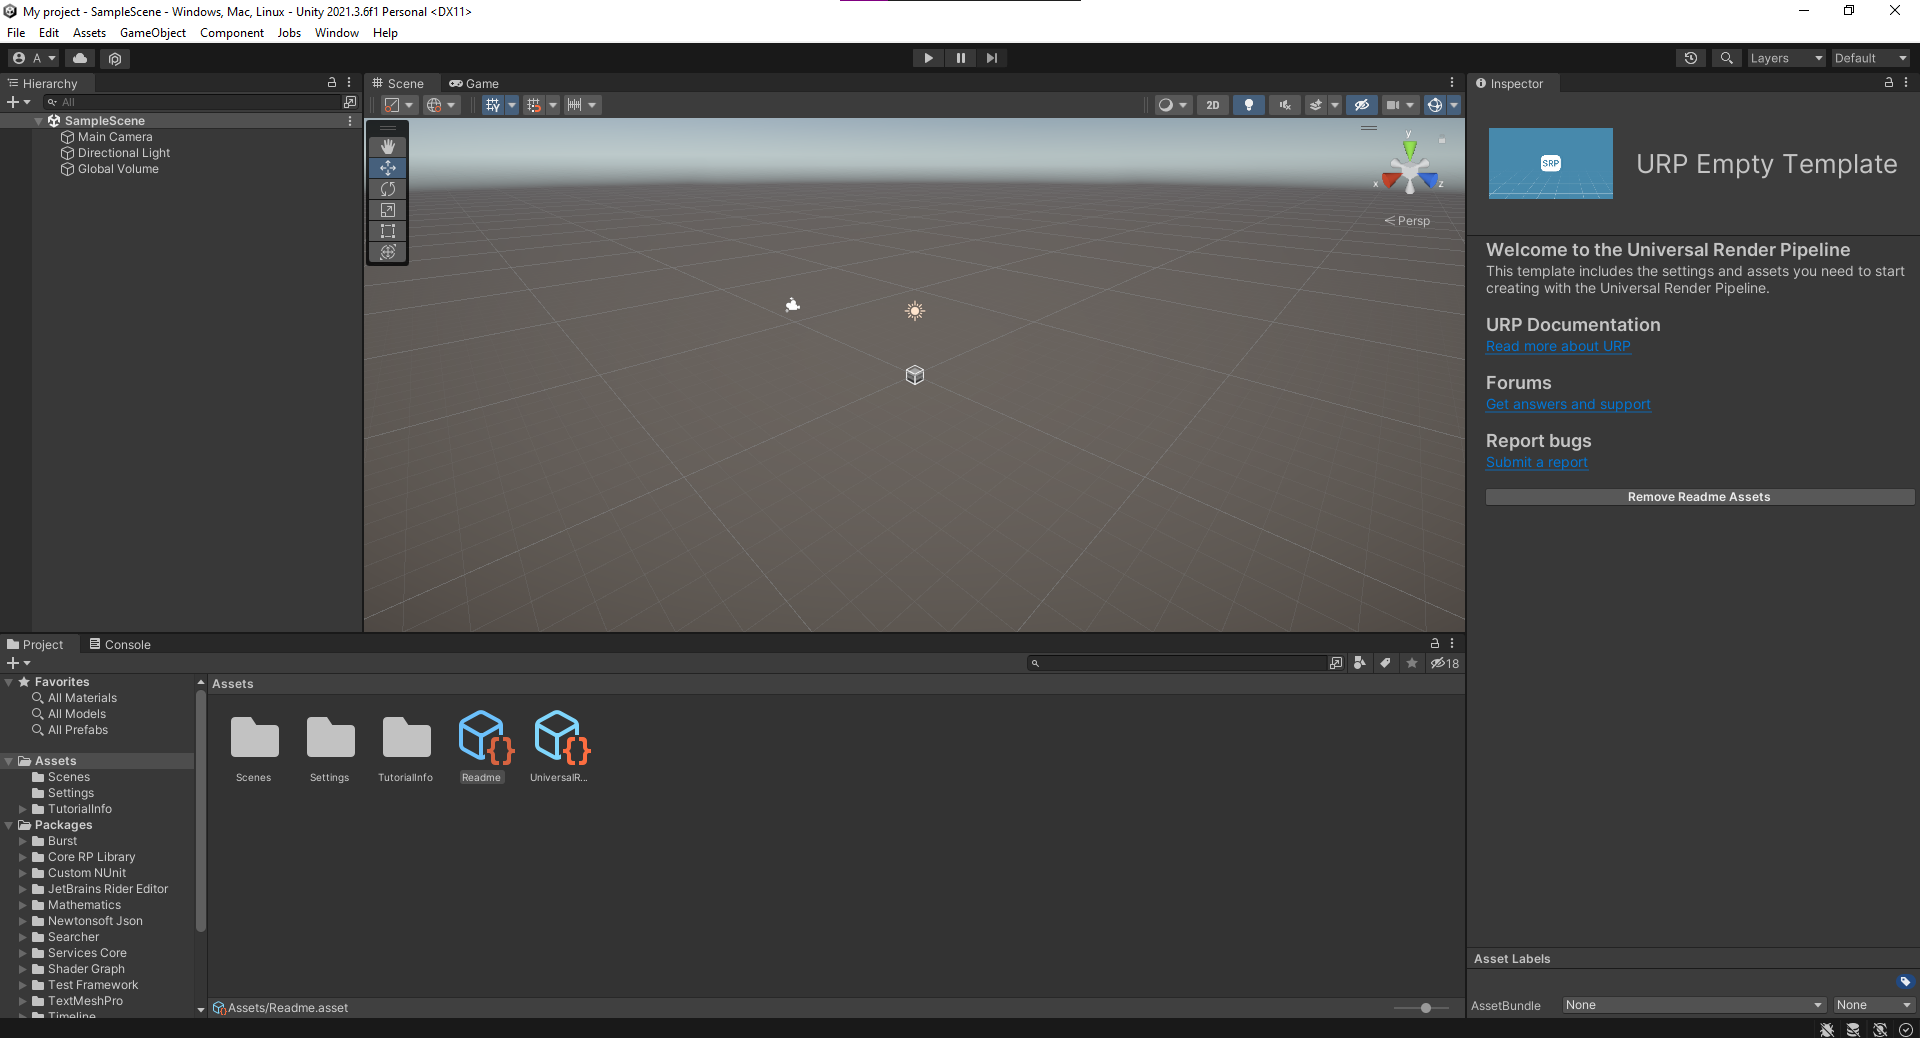 My project - SampleScene - Windows, Mac, Linux - Unity 2021.3.6f1 Personal <DX11>
File Edit Assets GameObject Component Jobs Window Help
A
Layers
Default
Hierarchy
All
SampleScene
Main Camera
Directional Light
Global Volume
Scene
Game
2D
y
x
z
Persp
Inspector
SRP
URP Empty Template
Welcome to the Universal Render Pipeline
This template includes the settings and assets you need to start
creating with the Universal Render Pipeline.
URP Documentation
Read more about URP
Forums
Get answers and support
Report bugs
Submit a report
Remove Readme Assets
Project
Console
18
Favorites
All Materials
All Models
All Prefabs
Assets
Scenes
Settings
TutorialInfo
Packages
Burst
Core RP Library
Custom NUnit
JetBrains Rider Editor
Mathematics
Newtonsoft Json
Searcher
Services Core
Shader Graph
Test Framework
TextMeshPro
Timeline
Assets
Scenes
Settings
TutorialInfo
Readme
UniversalR...
Assets/Readme.asset
Asset Labels
AssetBundle
None
None